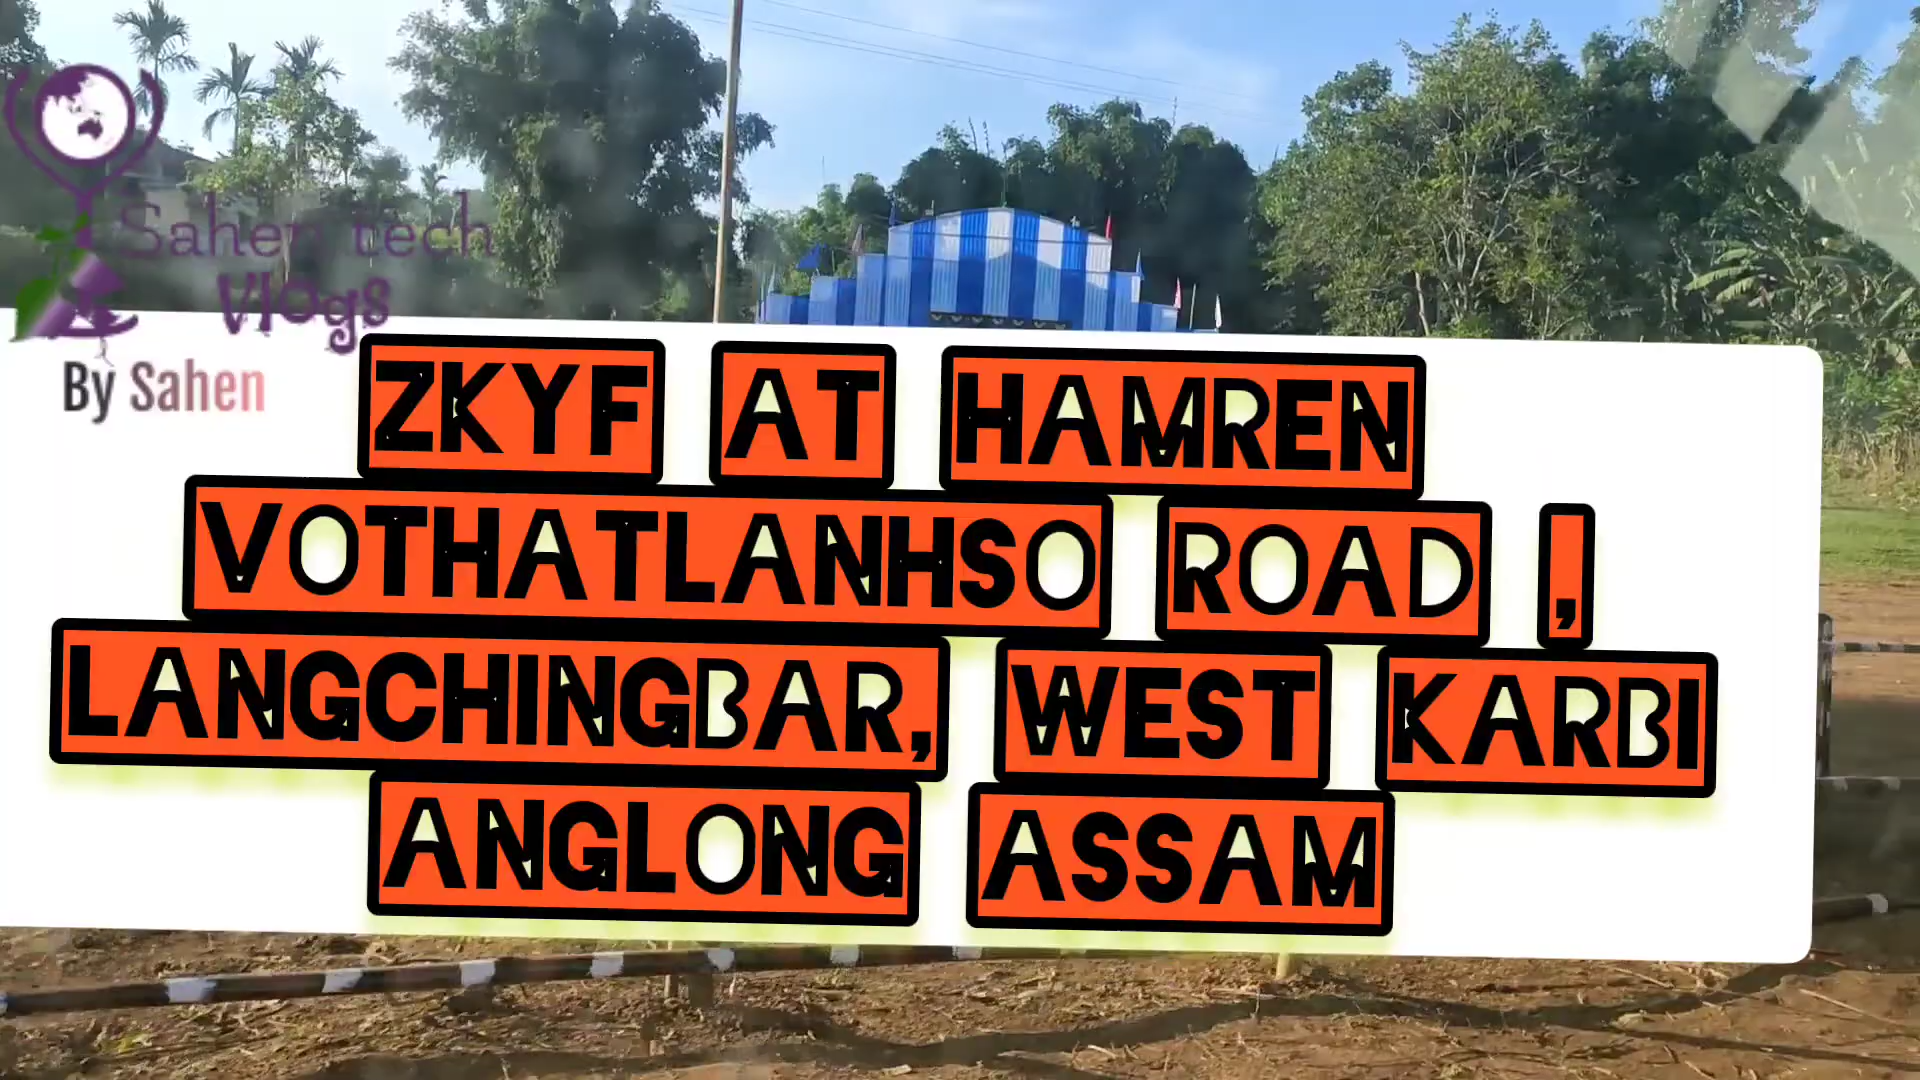 Sahen tech
Vlogs
By Sahen
ZKYF AT HAMREN
VOTHATLANHSO ROAD ,
LANGCHINGBAR, WEST KARBI
ANGLONG ASSAM